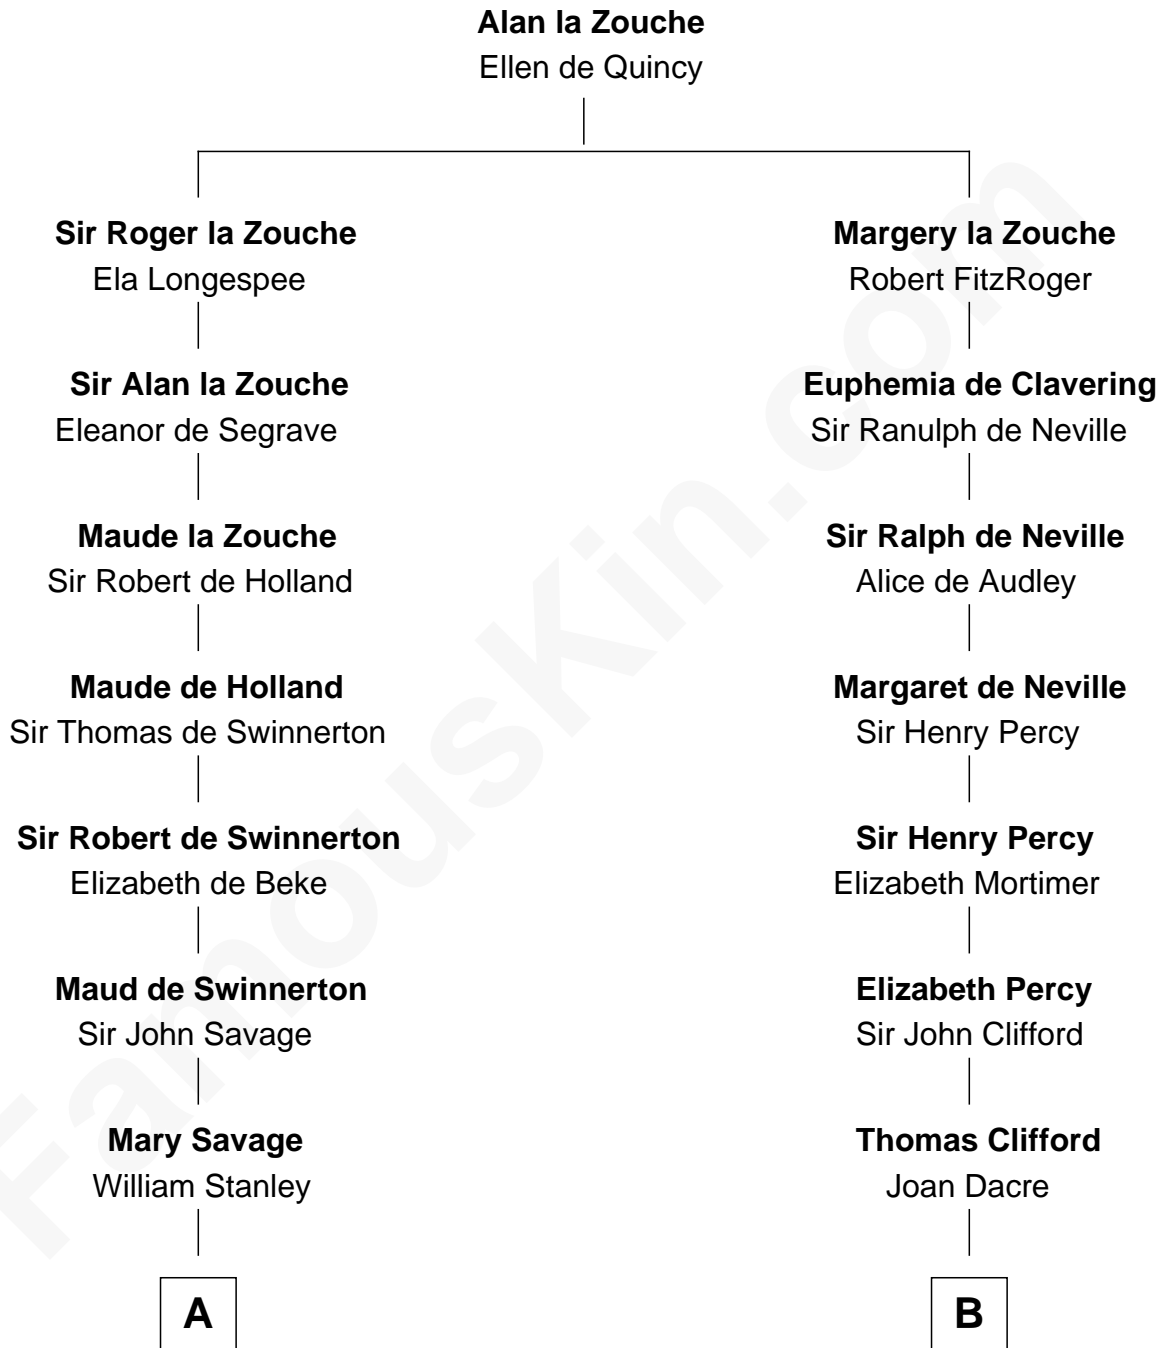 Alan la Zouche
Ellen de Quincy
Sir Roger la Zouche
Ela Longespee
Margery la Zouche
Robert FitzRoger
Sir Alan la Zouche
Eleanor de Segrave
Euphemia de Clavering
Sir Ranulph de Neville
Maude la Zouche
Sir Robert de Holland
Sir Ralph de Neville
Alice de Audley
Maude de Holland
Sir Thomas de Swinnerton
Margaret de Neville
Sir Henry Percy
Sir Robert de Swinnerton
Elizabeth de Beke
Sir Henry Percy
Elizabeth Mortimer
Maud de Swinnerton
Sir John Savage
Elizabeth Percy
Sir John Clifford
Mary Savage
William Stanley
Thomas Clifford
Joan Dacre
A
B
FamousKin.com